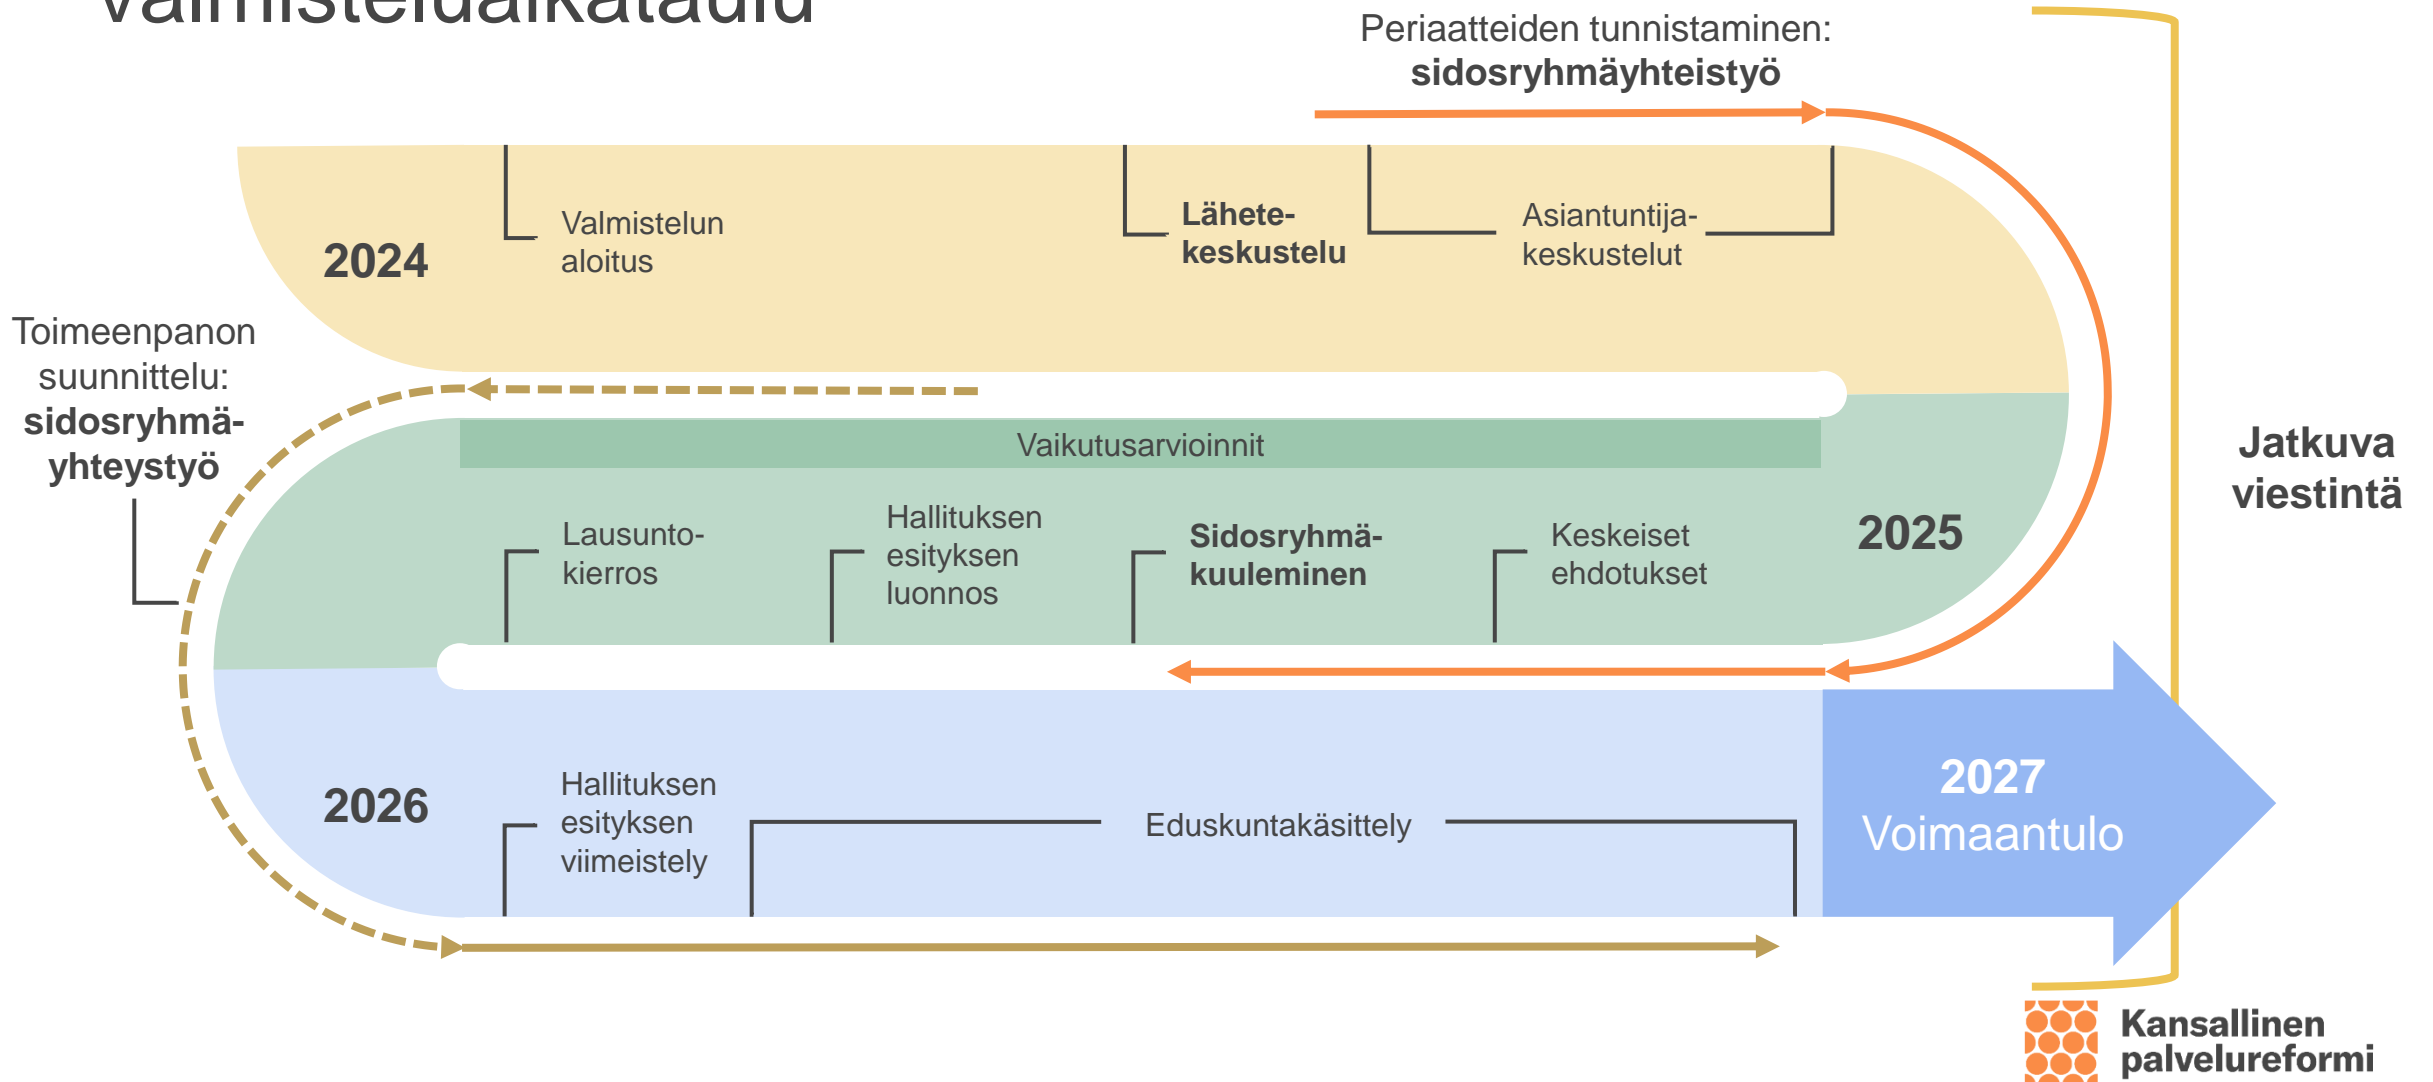 Valmisteluaikataulu
Periaatteiden tunnistaminen:
sidosryhmäyhteistyö
2024
Valmistelun
aloitus
Lähete-
keskustelu
Asiantuntija-
keskustelut
Toimeenpanon
suunnittelu:
sidosryhmä-
yhteystyö
Vaikutusarvioinnit
2025
Keskeiset
ehdotukset
Sidosryhmä-
kuuleminen
Hallituksen
esityksen
luonnos
Lausunto-
kierros
Jatkuva
viestintä
2026
Hallituksen
esityksen
viimeistely
Eduskuntakäsittely
2027
Voimaantulo
Kansallinen
palvelureformi